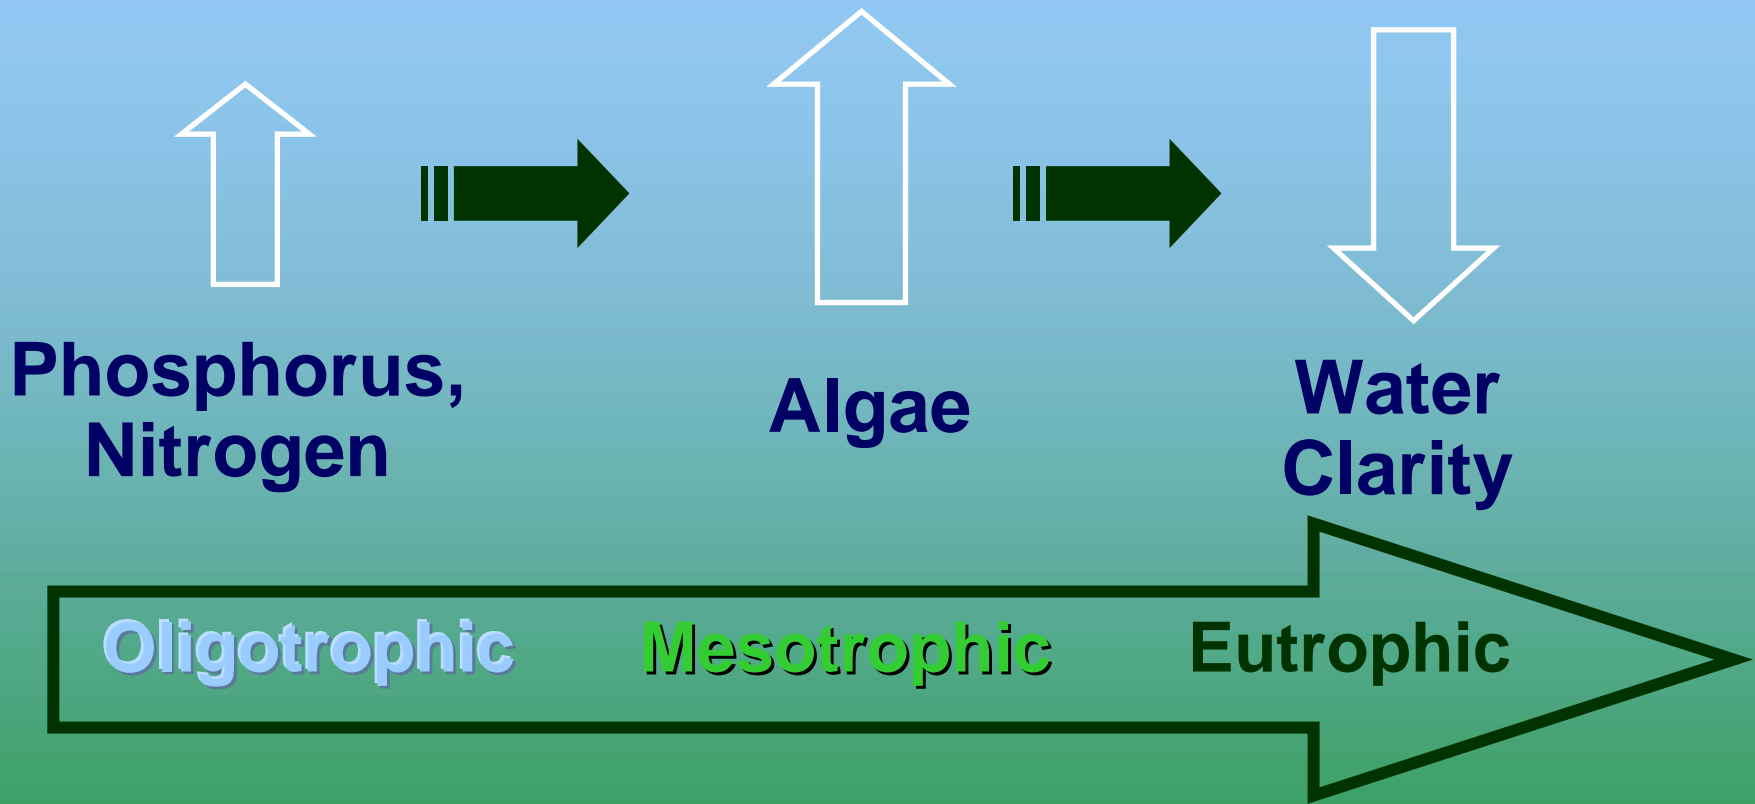 Phosphorus,
Nitrogen
Algae
Water
Clarity
Oligotrophic Mesotrophic Eutrophic